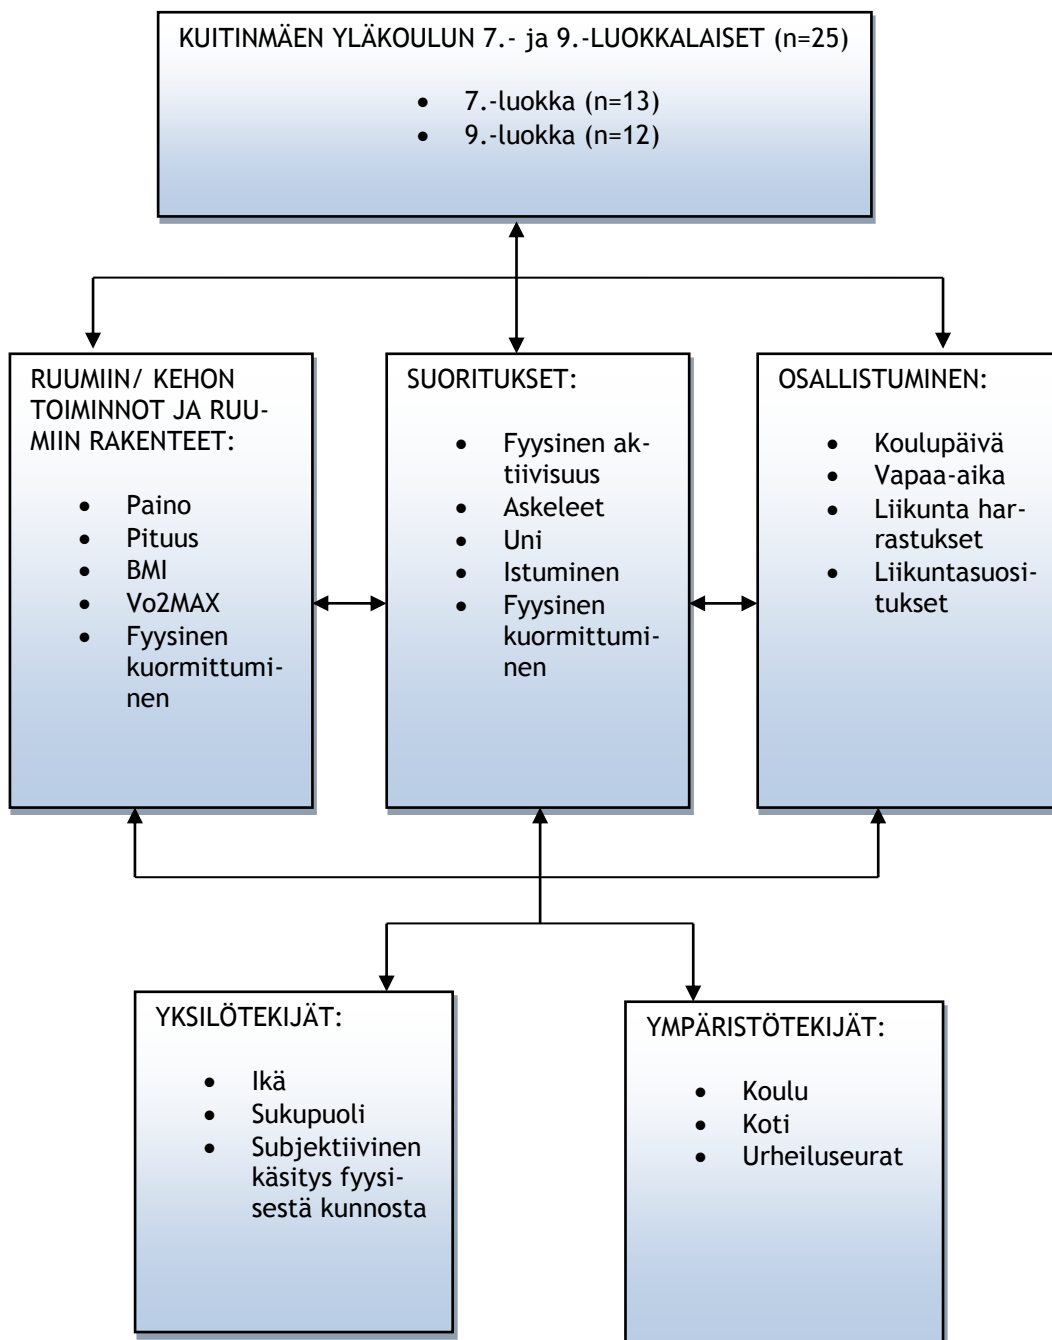 KUITINMÄEN YLÄKOULUN 7.- ja 9.-LUOKKALAISET (n=25)
• 7.-luokka (n=13)
• 9.-luokka (n=12)
RUUMIIN/ KEHON
TOIMINNOT JA RUU-
MIIN RAKENTEET:
• Paino
• Pituus
• BMI
• Vo2MAX
• Fyysinen
kuormittumi-
nen
SUORITUKSET:
• Fyysinen ak-
tiivisuus
• Askeleet
• Uni
• Istuminen
• Fyysinen
kuormittumi-
nen
OSALLISTUMINEN:
• Koulupäivä
• Vapaa-aika
• Liikunta har-
rastukset
• Liikuntasuosi-
tukset
YKSILÖTEKIJÄT:
• Ikä
• Sukupuoli
• Subjektiivinen
käsitys fyysi-
sestä kunnosta
YMPÄRISTÖTEKIJÄT:
• Koulu
• Koti
• Urheiluseurat